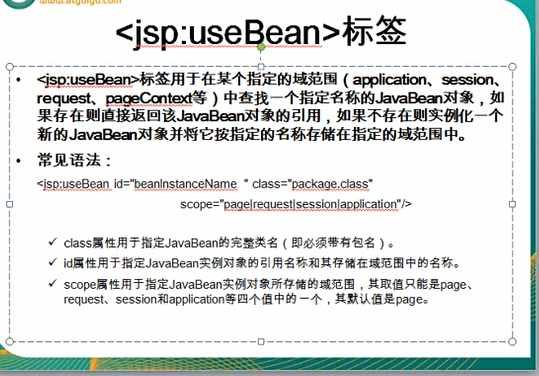 www.atguigu.com
<jsp:useBean>标签
• <jsp:useBean>标签用于在某个指定的域范围（application、session、
request、pageContext等）中查找一个指定名称的JavaBean对象，如
果存在则直接返回该JavaBean对象的引用，如果不存在则实例化一个
新的JavaBean对象并将它按指定的名称存储在指定的域范围中。
• 常见语法：
<jsp:useBean id="beanInstanceName " class="package.class"
scope="page|request|session|application"/>
✓ class属性用于指定JavaBean的完整类名（即必须带有包名）。
✓ id属性用于指定JavaBean实例对象的引用名称和其存储在域范围中的名称。
✓ scope属性用于指定JavaBean实例对象所存储的域范围，其取值只能是page、
request、session和application等四个值中的一个，其默认值是page。